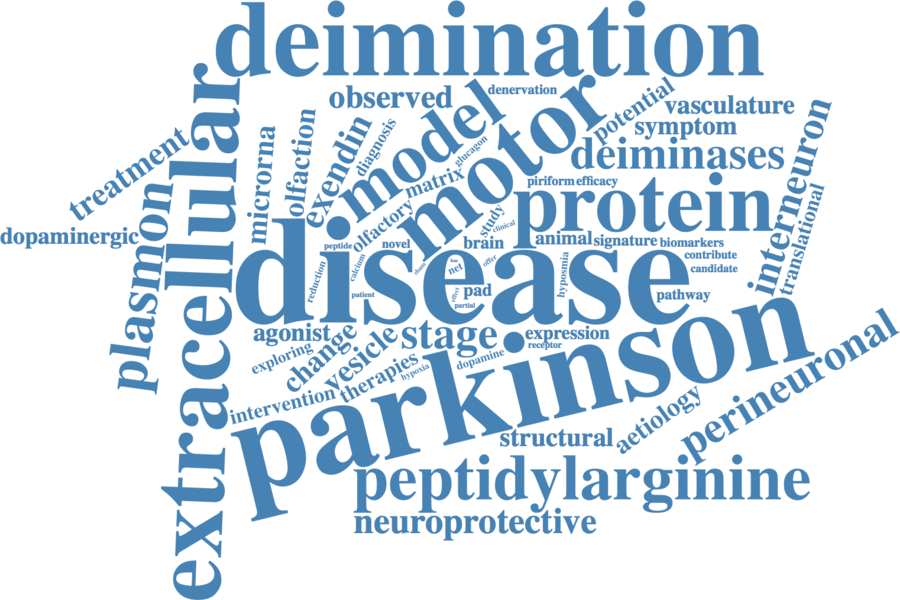 deimination
extracellular
observed
denervation
model
motor
potential
vasculature
symptom
deiminases
treatment
microrna
olfaction
exendin
diagnosis
glucagon
matrix
piriform
efficacy
protein
interneuron
translational
plasmon
dopaminergic
olfactory
study
clinical
peptide
novel
brain
animal
signature
biomarkers
contribute
candidate
disease
reduction
calcium
net
offer
hyposmia
patient
effect
pad
partial
pathway
agonist
change
vesicle
stage
expression
receptor
exploring
therapies
hypoxia
dopamine
intervention
parkinson
perineuronal
structural
aetiology
peptidylarginine
neuroprotective